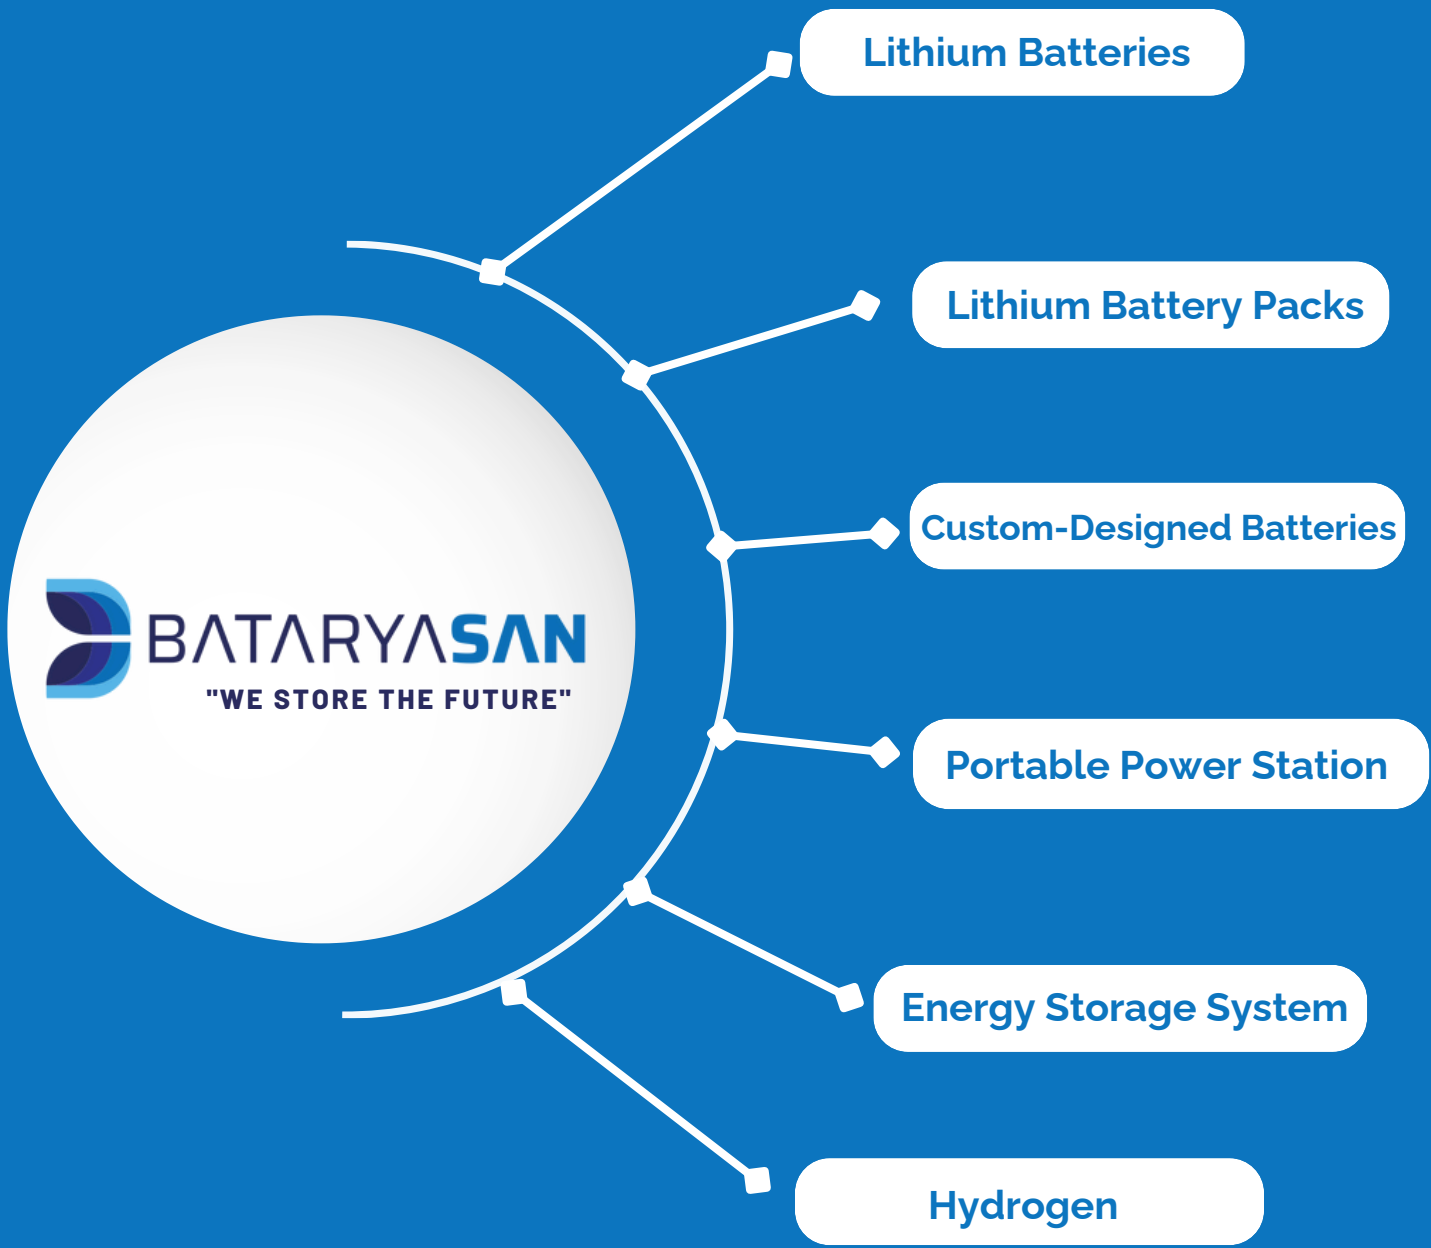 Lithium Batteries
Lithium Battery Packs
Custom-Designed Batteries
BATARYASAN
"WE STORE THE FUTURE"
Portable Power Station
Energy Storage System
Hydrogen